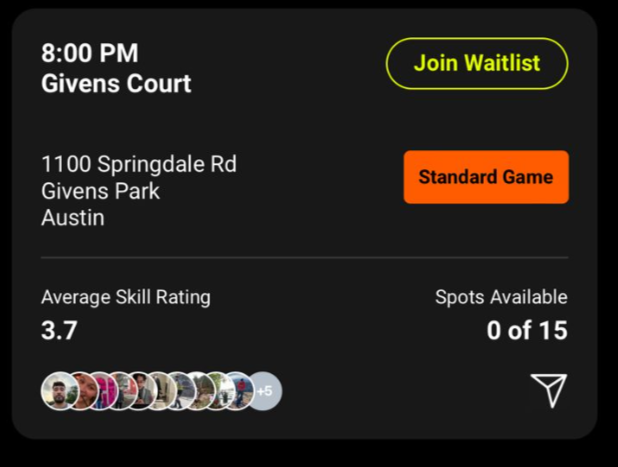 8:00 PM
Givens Court
Join Waitlist
1100 Springdale Rd
Givens Park
Austin
Standard Game
Average Skill Rating
3.7
Spots Available
0 of 15
+5